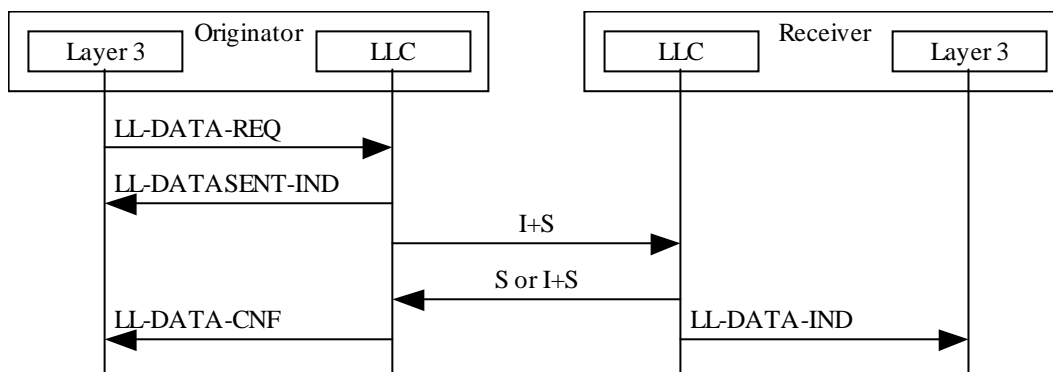 Originator
Receiver
Layer 3
LLC
LLC
Layer 3
LL-DATA-REQ
LL-DATASENT-IND
I+S
S or I+S
LL-DATA-CNF
LL-DATA-IND